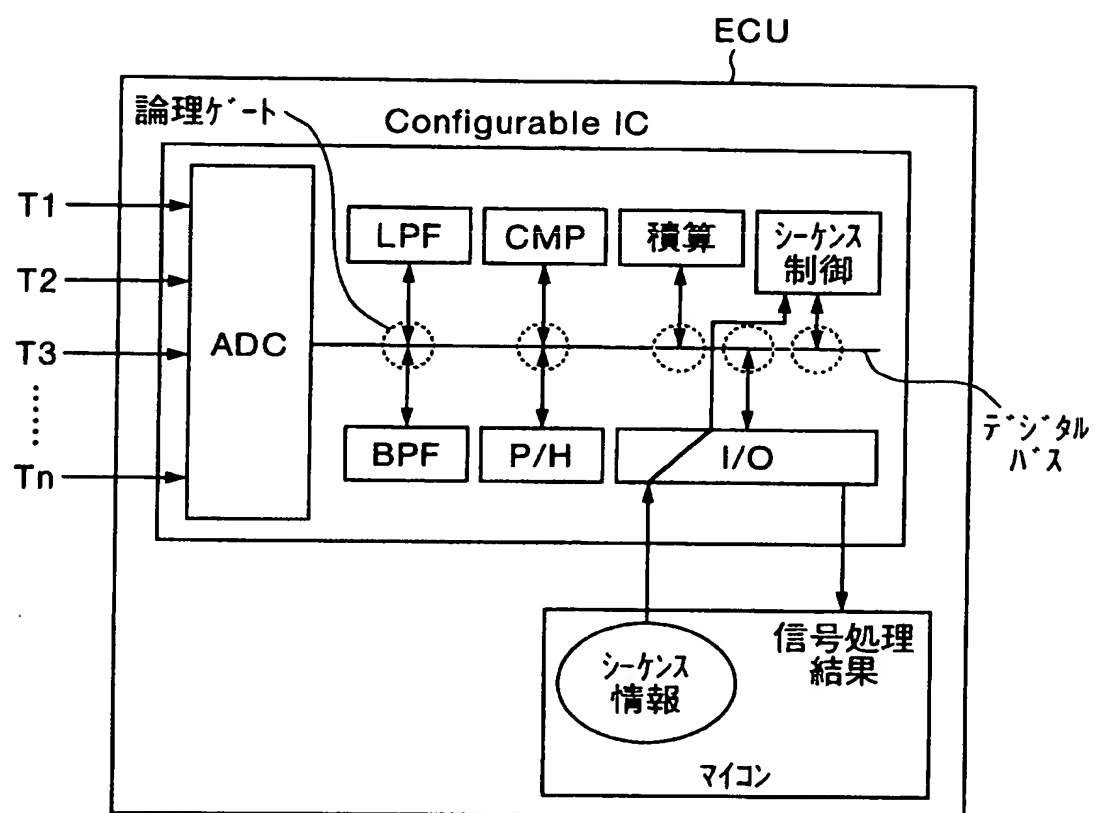 ECU
論理ゲート
Configurable IC
T1
T2
T3
Tn
ADC
LPF
CMP
積算
シーケンス
制御
BPF
P/H
I/O
デジタル
バス
シーケンス
情報
信号処理
結果
マイコン